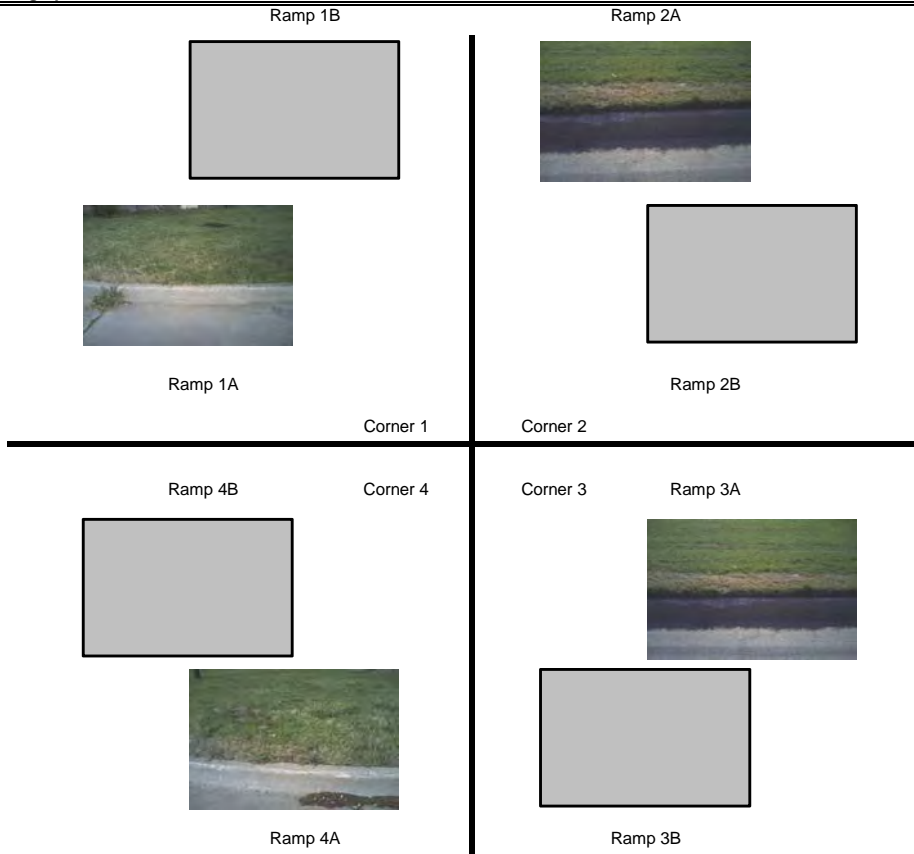 Ramp 1B
Ramp 2A
Ramp 1A
Ramp 2B
Corner 1
Corner 2
Ramp 4B
Corner 4
Corner 3
Ramp 3A
Ramp 4A
Ramp 3B